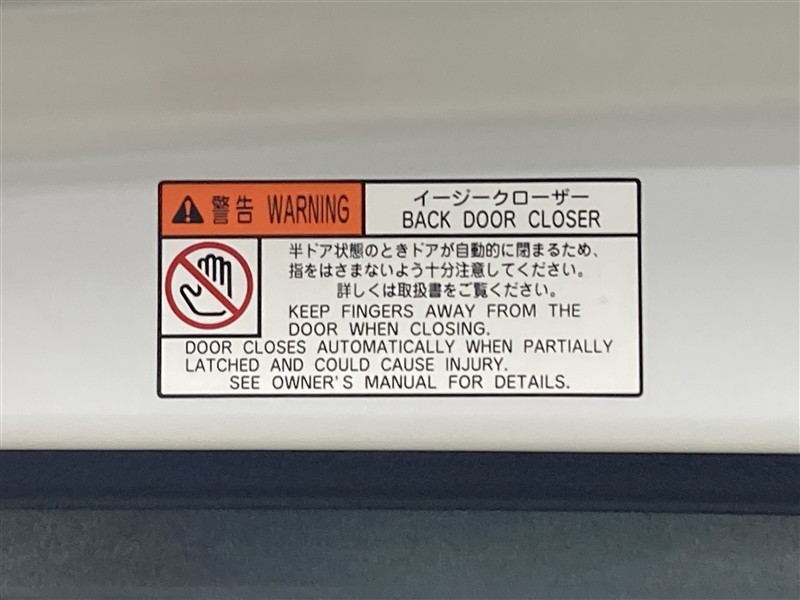 警告 WARNING
イージークローザー
BACK DOOR CLOSER
半ドア状態のときドアが自動的に閉まるため、
指をはさまないよう十分注意してください。
詳しくは取扱書をご覧ください。
KEEP FINGERS AWAY FROM THE
DOOR WHEN CLOSING.
DOOR CLOSES AUTOMATICALLY WHEN PARTIALLY
LATCHED AND COULD CAUSE INJURY.
SEE OWNER'S MANUAL FOR DETAILS.